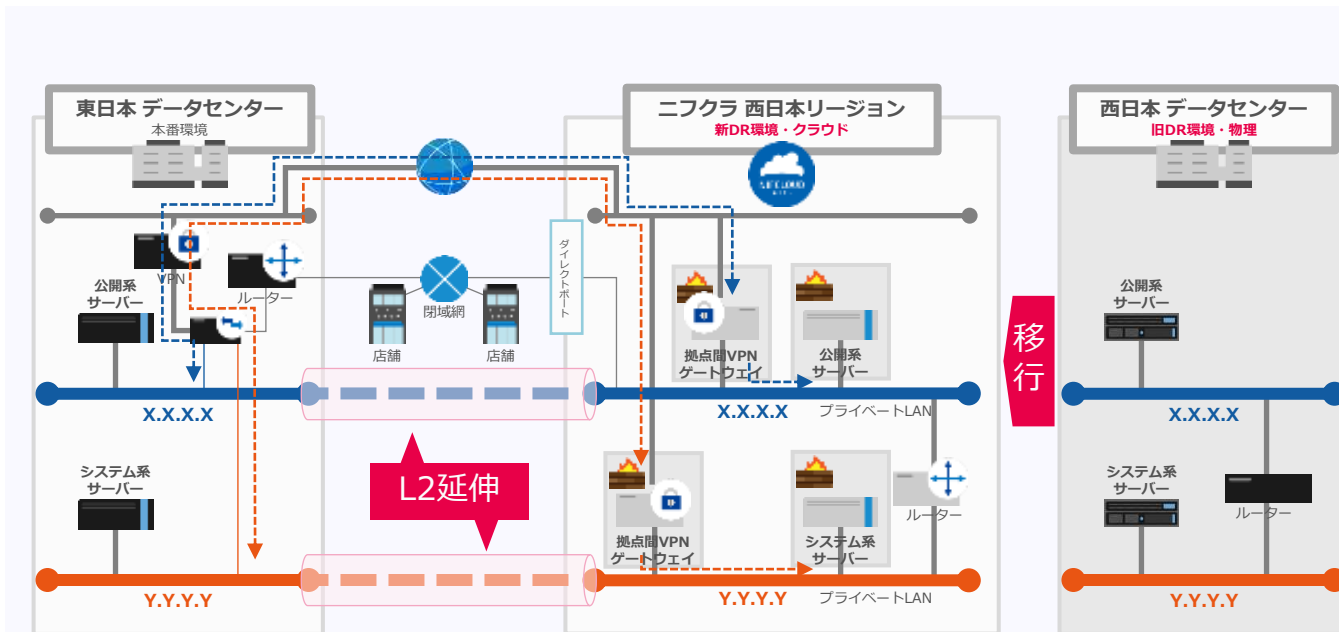 東日本 データセンター
本番環境
ニフクラ 西日本リージョン
新DR環境・クラウド
西日本 データセンター
旧DR環境・物理
NIFCLOUD
VPN
ルーター
公開系
サーバー
店舗
閉域網
店舗
ダイレクトポート
拠点間VPN
ゲートウェイ
公開系
サーバー
移行
公開系
サーバー
X.X.X.X
X.X.X.X
プライベートLAN
X.X.X.X
L2延伸
システム系
サーバー
拠点間VPN
ゲートウェイ
システム系
サーバー
ルーター
システム系
サーバー
ルーター
Y.Y.Y.Y
Y.Y.Y.Y
プライベートLAN
Y.Y.Y.Y